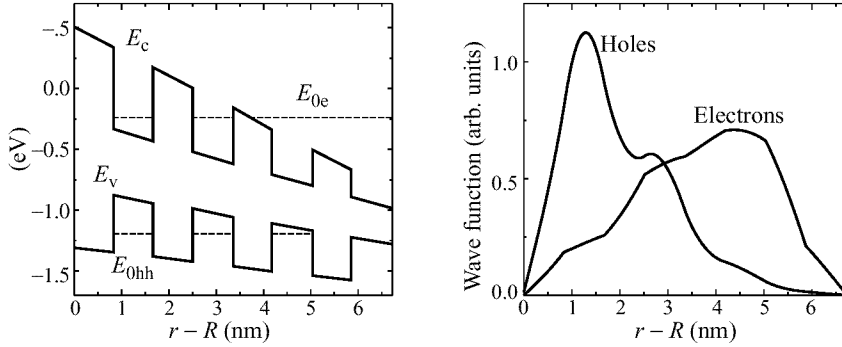 −.5
0.0
−0.5
−1.0
−1.5
(eV)
E_c
E_0e
E_v
E_0hh
0 1 2 3 4 5 6
r − R (nm)
1.0
0.5
0.0
Wave function (arb. units)
Holes
Electrons
0 1 2 3 4 5 6
r − R (nm)